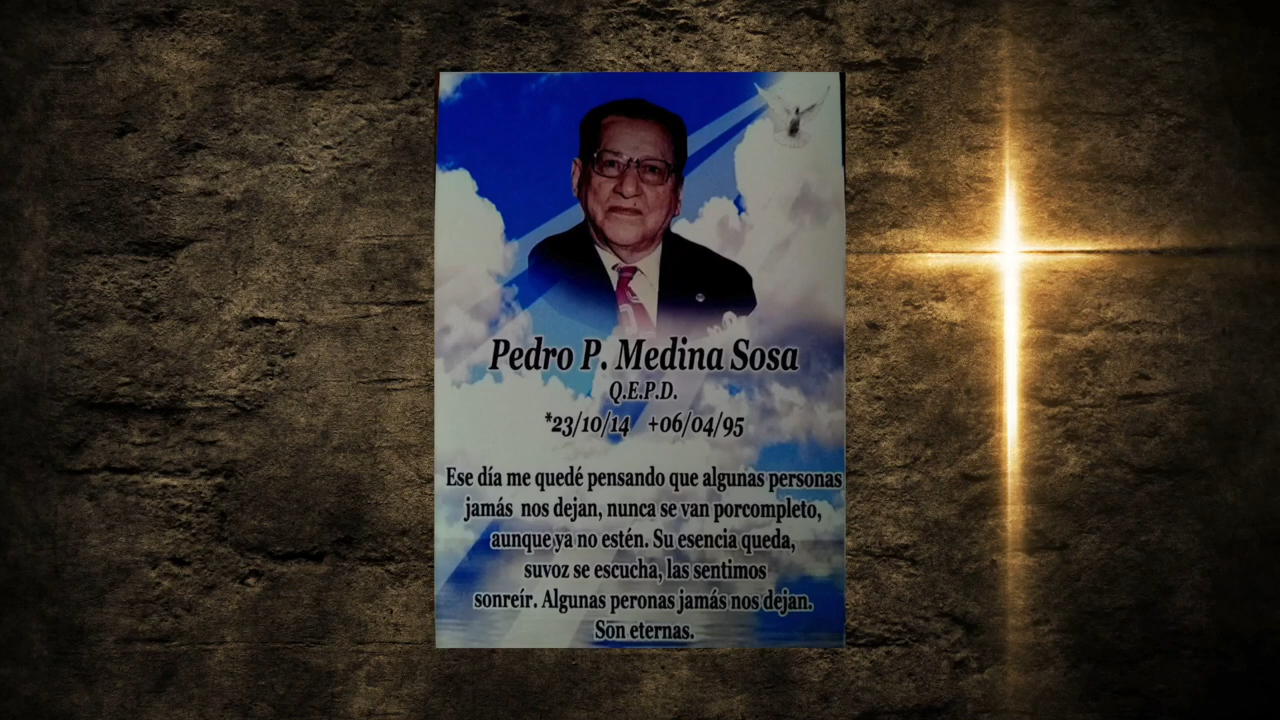 Pedro P. Medina Sosa
Q.E.P.D.
*23/10/14 +06/04/95
Ese día me quedé pensando que algunas personas
jamás nos dejan, nunca se van porcompleto,
aunque ya no estén. Su esencia queda,
suvoz se escucha, las sentimos
sonreír. Algunas peronas jamás nos dejan.
Son eternas.